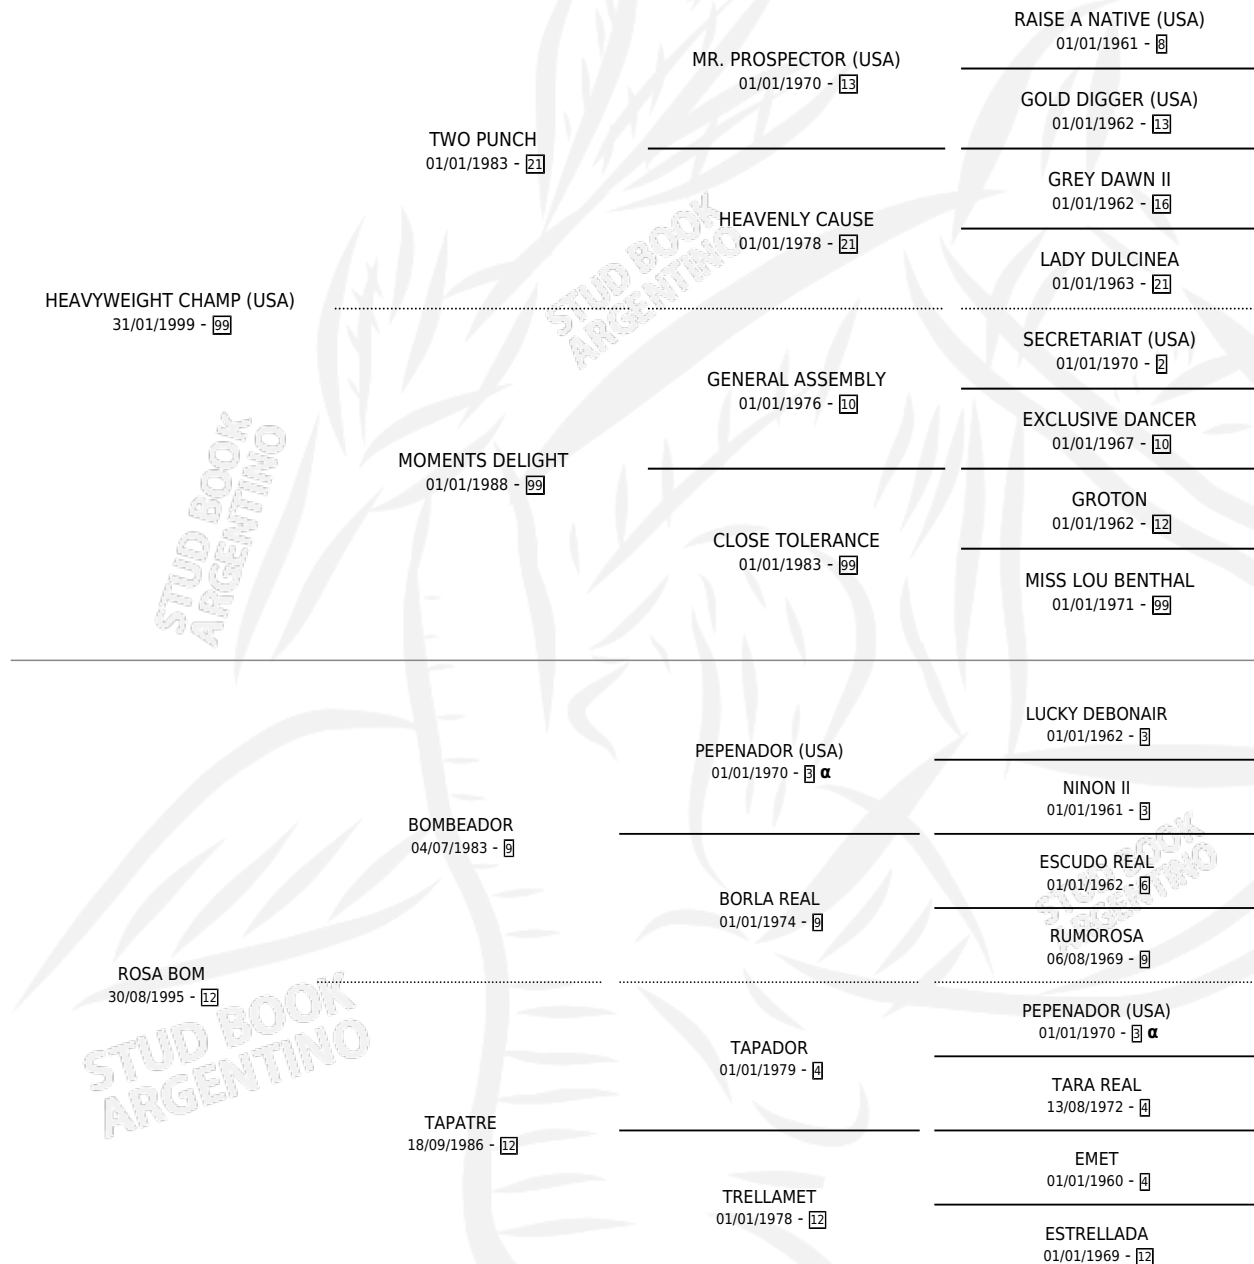 RAISE A NATIVE (USA)
01/01/1961 - 8
MR. PROSPECTOR (USA)
01/01/1970 - 13
GOLD DIGGER (USA)
01/01/1962 - 13
TWO PUNCH
01/01/1983 - 21
GREY DAWN II
01/01/1962 - 16
HEAVENLY CAUSE
01/01/1978 - 21
LADY DULCINEA
01/01/1963 - 21
HEAVYWEIGHT CHAMP (USA)
31/01/1999 - 99
SECRETARIAT (USA)
01/01/1970 - 2
GENERAL ASSEMBLY
01/01/1976 - 10
EXCLUSIVE DANCER
01/01/1967 - 10
MOMENTS DELIGHT
01/01/1988 - 99
GROTON
01/01/1962 - 12
CLOSE TOLERANCE
01/01/1983 - 99
MISS LOU BENTHAL
01/01/1971 - 99
LUCKY DEBONAIR
01/01/1962 - 3
PEPENADOR (USA)
01/01/1970 - 3 α
NINON II
01/01/1961 - 3
BOMBEADOR
04/07/1983 - 9
ESCUDO REAL
01/01/1962 - 6
BORLA REAL
01/01/1974 - 9
RUMOROSA
06/08/1969 - 9
ROSA BOM
30/08/1995 - 12
PEPENADOR (USA)
01/01/1970 - 3 α
TAPADOR
01/01/1979 - 4
TARA REAL
13/08/1972 - 4
TAPATRE
18/09/1986 - 12
EMET
01/01/1960 - 4
TRELLAMET
01/01/1978 - 12
ESTRELLADA
01/01/1969 - 12
STUD BOOK
ARGENTINO
STUD BOOK
ARGENTINO
STUD BOOK
ARGENTINO
STUD BOOK
ARGENTINO